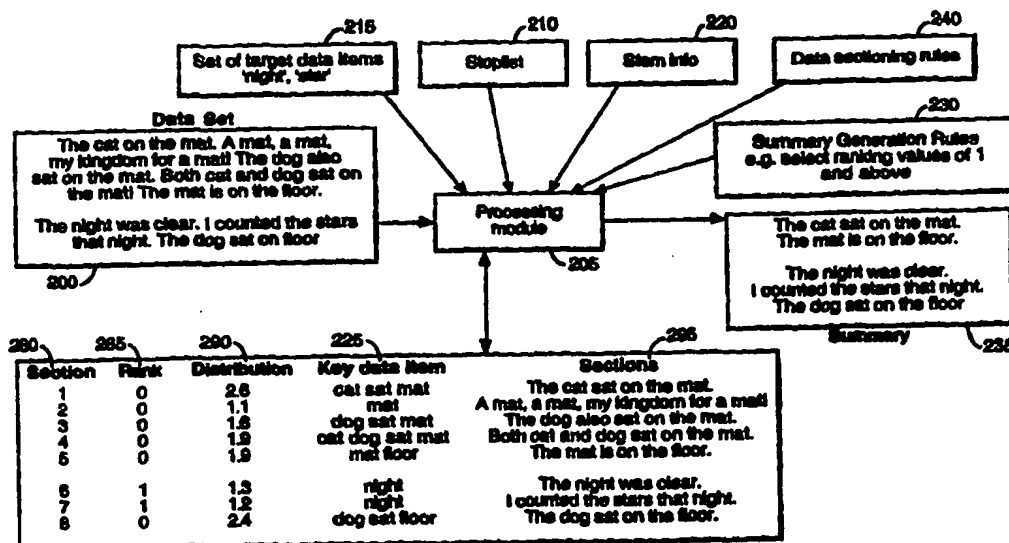 215
210
220
240
Set of target data items
'night', 'star'
Stoplist
Stem info
Data sectioning rules
230
Data Set
The cat on the mat. A mat, a mat,
my kingdom for a mat! The dog also
sat on the mat. Both cat and dog sat on
the mat! The mat is on the floor.
The night was clear. I counted the stars
that night. The dog sat on floor
200
Summary Generation Rules
e.g. select ranking values of 1
and above
Processing
module
205
The cat sat on the mat.
The mat is on the floor.
The night was clear.
I counted the stars that night.
The dog sat on the floor
Summary
235
280 265 290 225 295
Section Rank Distribution Key data item Sections
1 0 2.6 cat sat mat The cat sat on the mat.
2 0 1.1 mat A mat, a mat, my kingdom for a mat!
3 0 1.6 dog sat mat The dog also sat on the mat.
4 0 1.9 cat dog sat mat Both cat and dog sat on the mat.
5 0 1.9 mat floor The mat is on the floor.
6 1 1.3 night The night was clear.
7 1 1.2 night I counted the stars that night.
8 0 2.4 dog sat floor The dog sat on the floor.